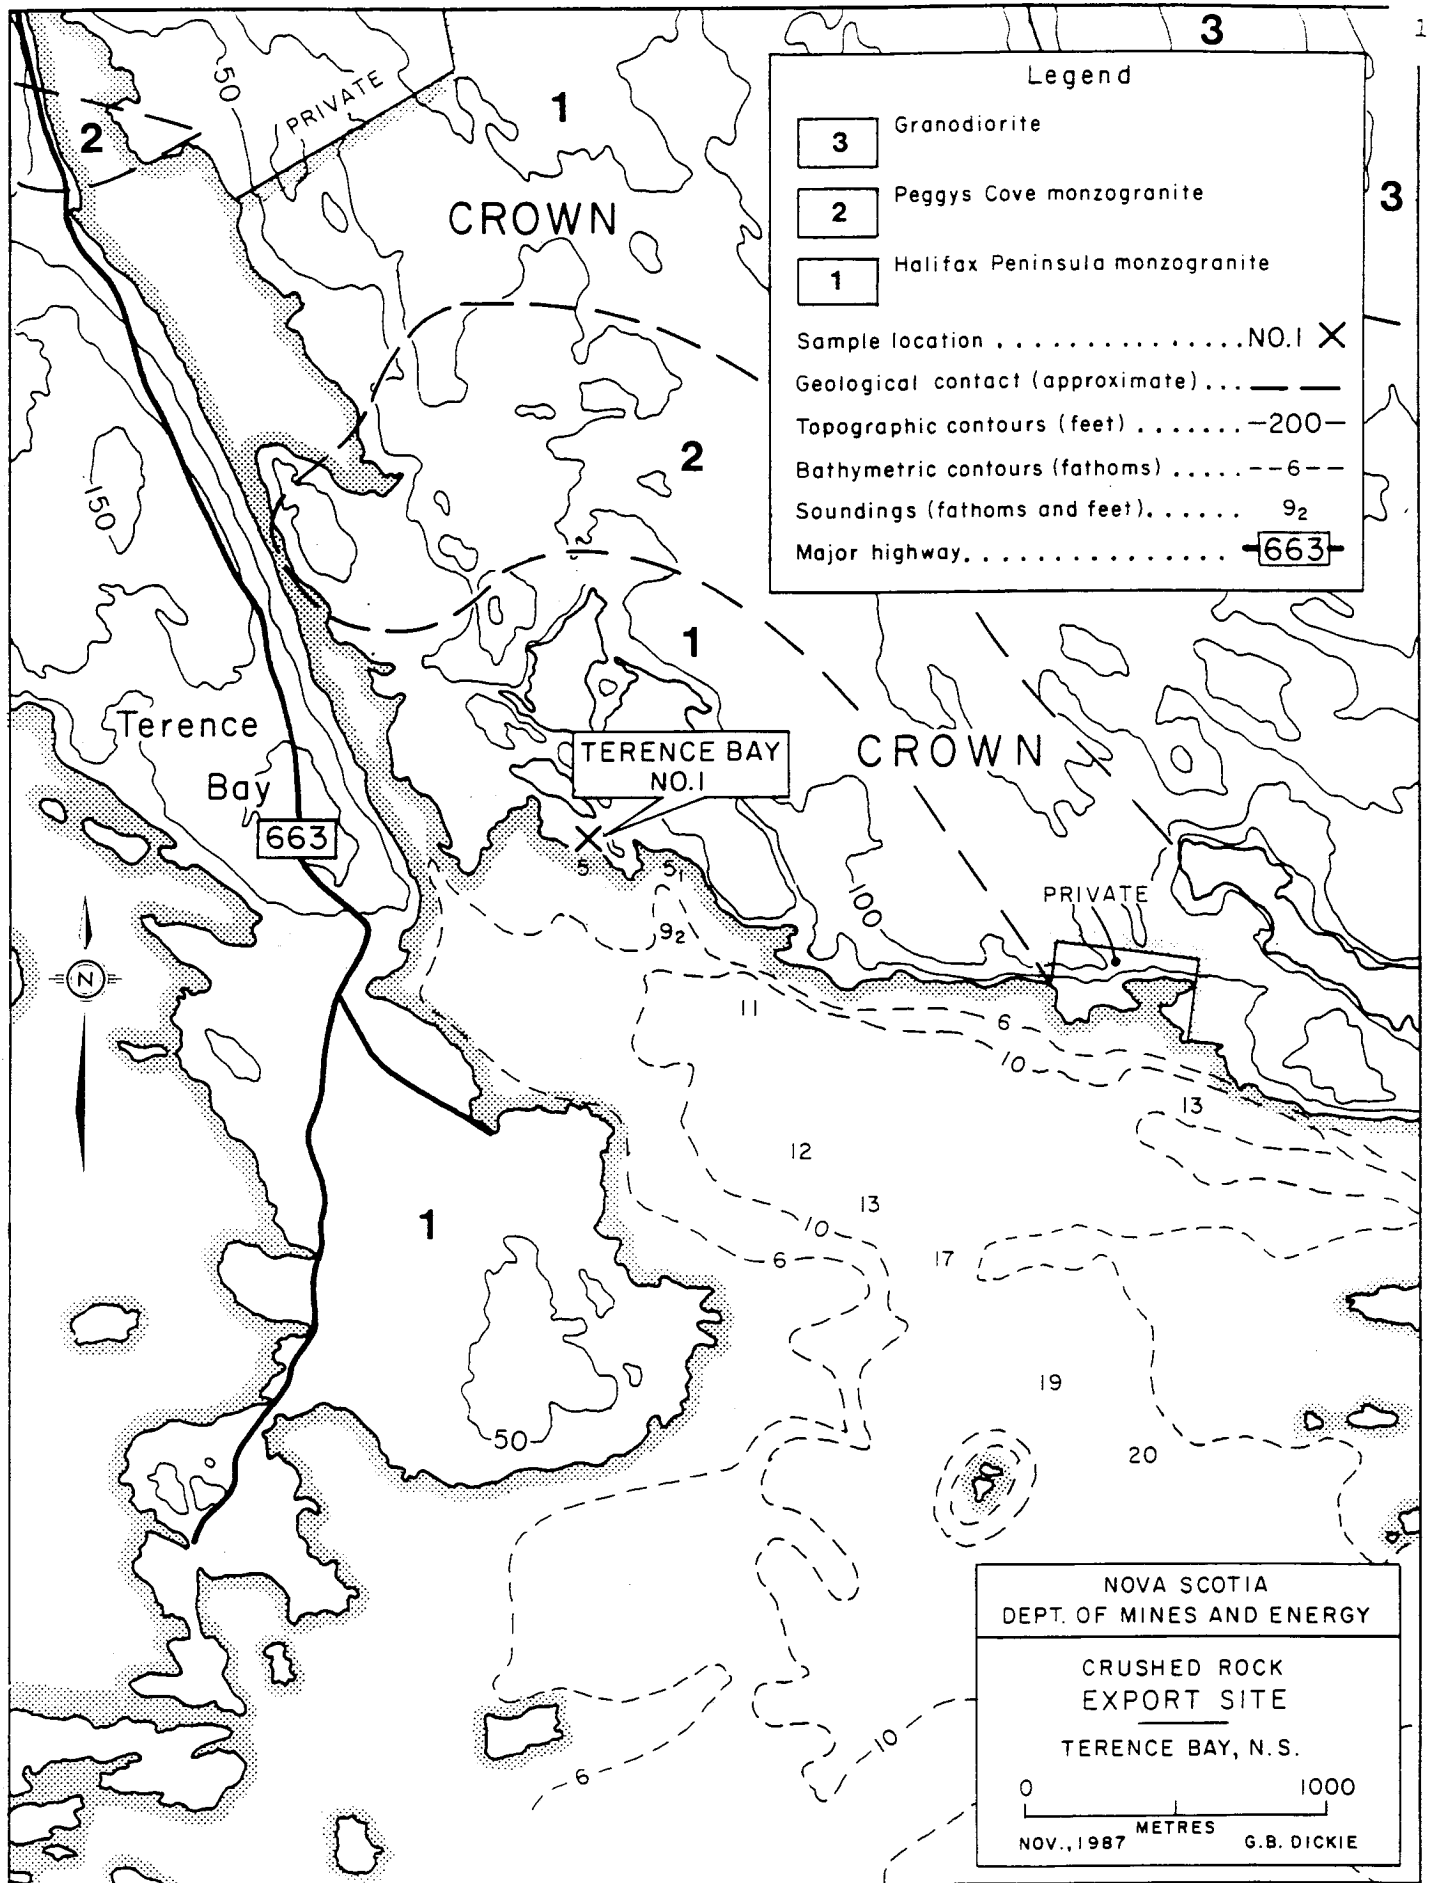 1
3
50
PRIVATE
1
2
CROWN
3
Legend
3 Granodiorite
2 Peggys Cove monzogranite
1 Halifax Peninsula monzogranite
Sample location . . . . . . . . . . . . . . . NO.1 X
Geological contact (approximate) . . . — —
Topographic contours (feet) . . . . . . . —200—
Bathymetric contours (fathoms) . . . . . --6--
Soundings (fathoms and feet). . . . . . 9₂
Major highway. . . . . . . . . . . . . . . 663
2
150
1
Terence
Bay
TERENCE BAY
NO.1
CROWN
663
5
5₁
PRIVATE
100
9₂
N
11
6
10
13
12
13
1
10
6
17
19
50
20
10
6
NOVA SCOTIA
DEPT. OF MINES AND ENERGY
CRUSHED ROCK
EXPORT SITE
TERENCE BAY, N.S.
0 1000
METRES
NOV., 1987 G.B. DICKIE